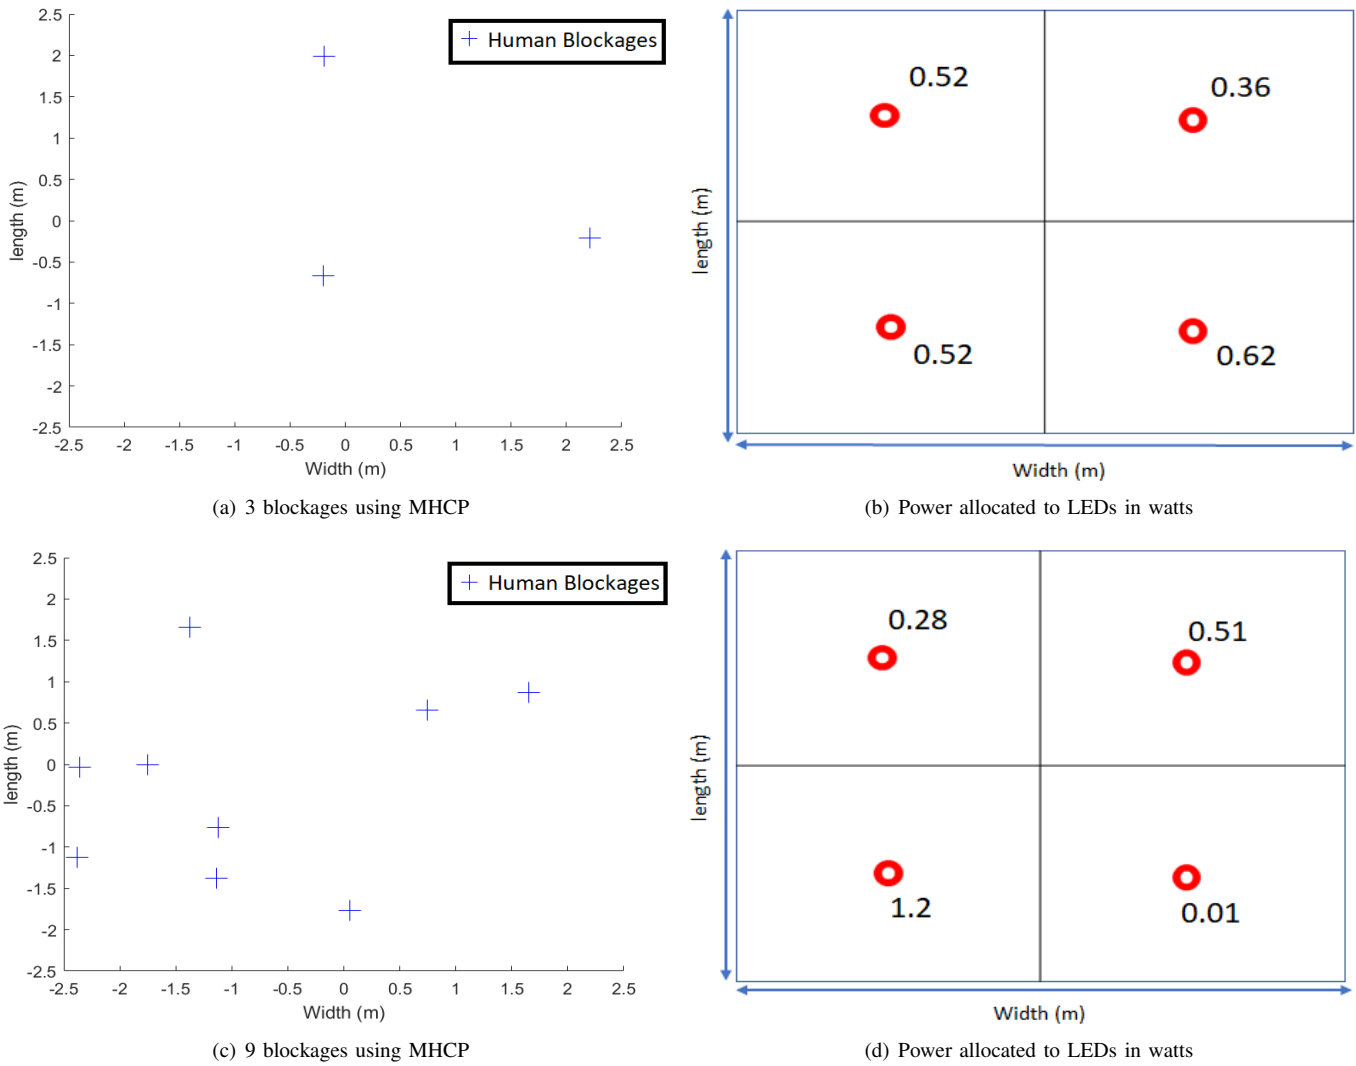 2.5
2
1.5
1
0.5
0
-0.5
-1
-1.5
-2
-2.5
length (m)
Human Blockages
-2.5 -2 -1.5 -1 -0.5 0 0.5 1 1.5 2 2.5
Width (m)
(a) 3 blockages using MHCP
0.52
0.36
0.52
0.62
length (m)
Width (m)
(b) Power allocated to LEDs in watts
2.5
2
1.5
1
0.5
0
-0.5
-1
-1.5
-2
-2.5
length (m)
Human Blockages
-2.5 -2 -1.5 -1 -0.5 0 0.5 1 1.5 2 2.5
Width (m)
(c) 9 blockages using MHCP
0.28
0.51
1.2
0.01
length (m)
Width (m)
(d) Power allocated to LEDs in watts